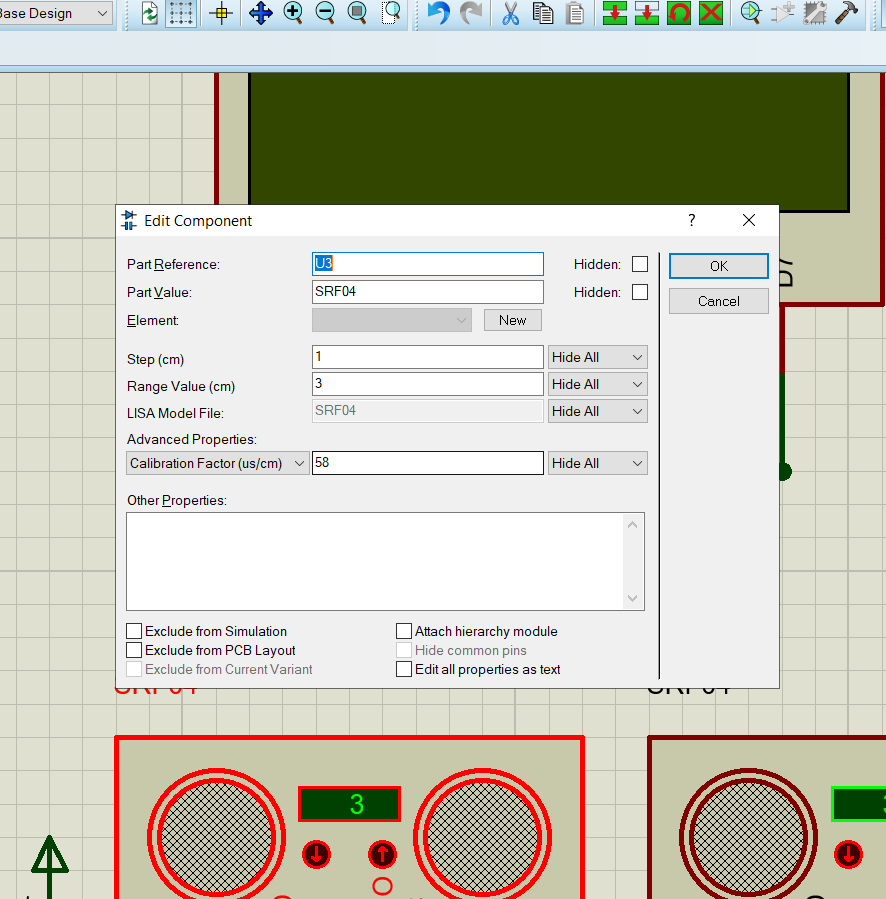 Base Design
Edit Component ?
Part Reference: U3 Hidden:
Part Value: SRF04 Hidden:
Element: New
Step (cm) 1 Hide All
Range Value (cm) 3 Hide All
LISA Model File: SRF04 Hide All
Advanced Properties:
Calibration Factor (us/cm) 58 Hide All
Other Properties:
OK
Cancel
D7
Exclude from Simulation
Exclude from PCB Layout
Exclude from Current Variant
Attach hierarchy module
Hide common pins
Edit all properties as text
SRF04 SRF04
3